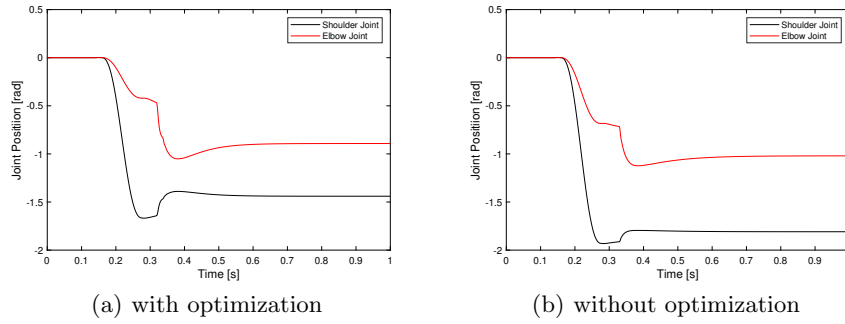 0.5
0
-0.5
-1
-1.5
-2
Joint Positiion [rad]
Shoulder Joint
Elbow Joint
0 0.1 0.2 0.3 0.4 0.5 0.6 0.7 0.8 0.9 1
Time [s]
(a) with optimization
0.5
0
-0.5
-1
-1.5
-2
Joint Positiion [rad]
Shoulder Joint
Elbow Joint
0 0.1 0.2 0.3 0.4 0.5 0.6 0.7 0.8 0.9
Time [s]
(b) without optimization